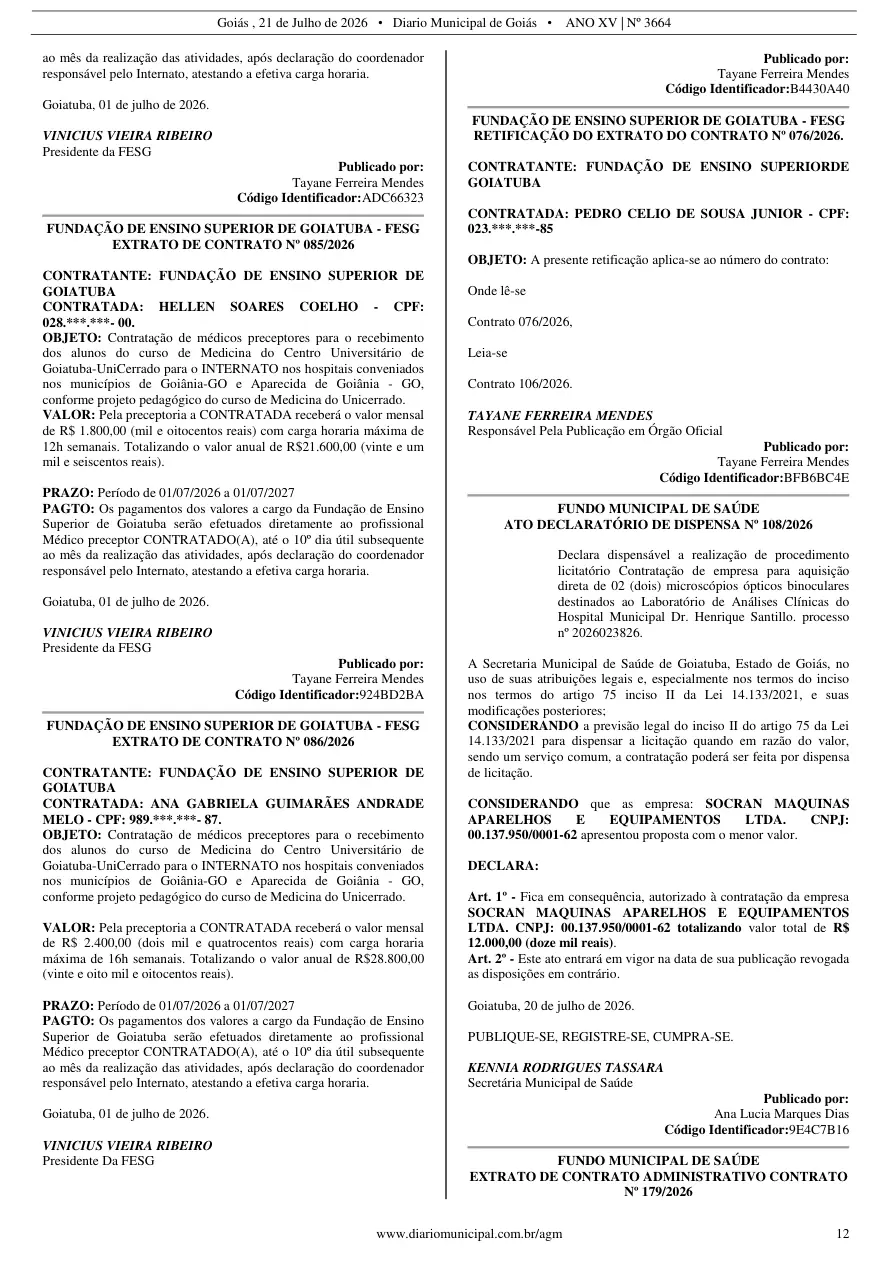 Goiás , 21 de Julho de 2026 • Diario Municipal de Goiás • ANO XV | Nº 3664
ao mês da realização das atividades, após declaração do coordenador
responsável pelo Internato, atestando a efetiva carga horaria.
Goiatuba, 01 de julho de 2026.
VINICIUS VIEIRA RIBEIRO
Presidente da FESG
Publicado por:
Tayane Ferreira Mendes
Código Identificador:ADC66323
FUNDAÇÃO DE ENSINO SUPERIOR DE GOIATUBA - FESG
EXTRATO DE CONTRATO Nº 085/2026
CONTRATANTE: FUNDAÇÃO DE ENSINO SUPERIOR DE
GOIATUBA
CONTRATADA: HELLEN SOARES COELHO - CPF:
028.***.***- 00.
OBJETO: Contratação de médicos preceptores para o recebimento
dos alunos do curso de Medicina do Centro Universitário de
Goiatuba-UniCerrado para o INTERNATO nos hospitais conveniados
nos municípios de Goiânia-GO e Aparecida de Goiânia - GO,
conforme projeto pedagógico do curso de Medicina do Unicerrado.
VALOR: Pela preceptoria a CONTRATADA receberá o valor mensal
de R$ 1.800,00 (mil e oitocentos reais) com carga horaria máxima de
12h semanais. Totalizando o valor anual de R$21.600,00 (vinte e um
mil e seiscentos reais).
PRAZO: Período de 01/07/2026 a 01/07/2027
PAGTO: Os pagamentos dos valores a cargo da Fundação de Ensino
Superior de Goiatuba serão efetuados diretamente ao profissional
Médico preceptor CONTRATADO(A), até o 10º dia útil subsequente
ao mês da realização das atividades, após declaração do coordenador
responsável pelo Internato, atestando a efetiva carga horaria.
Goiatuba, 01 de julho de 2026.
VINICIUS VIEIRA RIBEIRO
Presidente da FESG
Publicado por:
Tayane Ferreira Mendes
Código Identificador:924BD2BA
FUNDAÇÃO DE ENSINO SUPERIOR DE GOIATUBA - FESG
EXTRATO DE CONTRATO Nº 086/2026
CONTRATANTE: FUNDAÇÃO DE ENSINO SUPERIOR DE
GOIATUBA
CONTRATADA: ANA GABRIELA GUIMARÃES ANDRADE
MELO - CPF: 989.***.***- 87.
OBJETO: Contratação de médicos preceptores para o recebimento
dos alunos do curso de Medicina do Centro Universitário de
Goiatuba-UniCerrado para o INTERNATO nos hospitais conveniados
nos municípios de Goiânia-GO e Aparecida de Goiânia - GO,
conforme projeto pedagógico do curso de Medicina do Unicerrado.
VALOR: Pela preceptoria a CONTRATADA receberá o valor mensal
de R$ 2.400,00 (dois mil e quatrocentos reais) com carga horaria
máxima de 16h semanais. Totalizando o valor anual de R$28.800,00
(vinte e oito mil e oitocentos reais).
PRAZO: Período de 01/07/2026 a 01/07/2027
PAGTO: Os pagamentos dos valores a cargo da Fundação de Ensino
Superior de Goiatuba serão efetuados diretamente ao profissional
Médico preceptor CONTRATADO(A), até o 10º dia útil subsequente
ao mês da realização das atividades, após declaração do coordenador
responsável pelo Internato, atestando a efetiva carga horaria.
Goiatuba, 01 de julho de 2026.
VINICIUS VIEIRA RIBEIRO
Presidente Da FESG
Publicado por:
Tayane Ferreira Mendes
Código Identificador:B4430A40
FUNDAÇÃO DE ENSINO SUPERIOR DE GOIATUBA - FESG
RETIFICAÇÃO DO EXTRATO DO CONTRATO Nº 076/2026.
CONTRATANTE: FUNDAÇÃO DE ENSINO SUPERIORDE
GOIATUBA
CONTRATADA: PEDRO CELIO DE SOUSA JUNIOR - CPF:
023.***.***-85
OBJETO: A presente retificação aplica-se ao número do contrato:
Onde lê-se
Contrato 076/2026,
Leia-se
Contrato 106/2026.
TAYANE FERREIRA MENDES
Responsável Pela Publicação em Órgão Oficial
Publicado por:
Tayane Ferreira Mendes
Código Identificador:BFB6BC4E
FUNDO MUNICIPAL DE SAÚDE
ATO DECLARATÓRIO DE DISPENSA Nº 108/2026
Declara dispensável a realização de procedimento
licitatório Contratação de empresa para aquisição
direta de 02 (dois) microscópios ópticos binoculares
destinados ao Laboratório de Análises Clínicas do
Hospital Municipal Dr. Henrique Santillo. processo
nº 2026023826.
A Secretaria Municipal de Saúde de Goiatuba, Estado de Goiás, no
uso de suas atribuições legais e, especialmente nos termos do inciso
nos termos do artigo 75 inciso II da Lei 14.133/2021, e suas
modificações posteriores;
CONSIDERANDO a previsão legal do inciso II do artigo 75 da Lei
14.133/2021 para dispensar a licitação quando em razão do valor,
sendo um serviço comum, a contratação poderá ser feita por dispensa
de licitação.
CONSIDERANDO que as empresa: SOCRAN MAQUINAS
APARELHOS E EQUIPAMENTOS LTDA. CNPJ:
00.137.950/0001-62 apresentou proposta com o menor valor.
DECLARA:
Art. 1º - Fica em consequência, autorizado à contratação da empresa
SOCRAN MAQUINAS APARELHOS E EQUIPAMENTOS
LTDA. CNPJ: 00.137.950/0001-62 totalizando valor total de R$
12.000,00 (doze mil reais).
Art. 2º - Este ato entrará em vigor na data de sua publicação revogada
as disposições em contrário.
Goiatuba, 20 de julho de 2026.
PUBLIQUE-SE, REGISTRE-SE, CUMPRA-SE.
KENNIA RODRIGUES TASSARA
Secretária Municipal de Saúde
Publicado por:
Ana Lucia Marques Dias
Código Identificador:9E4C7B16
FUNDO MUNICIPAL DE SAÚDE
EXTRATO DE CONTRATO ADMINISTRATIVO CONTRATO
Nº 179/2026
www.diariomunicipal.com.br/agm 12